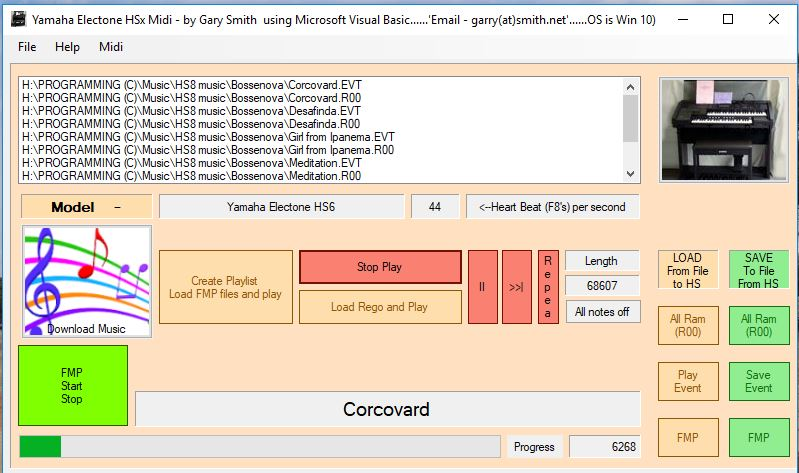 Yamaha Electone HSx Midi - by Gary Smith  using Microsoft Visual Basic......'Email - garry(at)smith.net'......OS is Win 10)
File Help Midi
H:\PROGRAMMING (C)\Music\HS8 music\Bossenova\Corcovard.EVT
H:\PROGRAMMING (C)\Music\HS8 music\Bossenova\Corcovard.R00
H:\PROGRAMMING (C)\Music\HS8 music\Bossenova\Desafinda.EVT
H:\PROGRAMMING (C)\Music\HS8 music\Bossenova\Desafinda.R00
H:\PROGRAMMING (C)\Music\HS8 music\Bossenova\Girl from Ipanema.EVT
H:\PROGRAMMING (C)\Music\HS8 music\Bossenova\Girl from Ipanema.R00
H:\PROGRAMMING (C)\Music\HS8 music\Bossenova\Meditation.EVT
H:\PROGRAMMING (C)\Music\HS8 music\Bossenova\Meditation.R00
Model - Yamaha Electone HS6 44 <--Heart Beat (F8's) per second
Download Music
Create Playlist
Load FMP files and play
Stop Play
Load Rego and Play
II
>>|
R
e
p
e
a
Length
68607
All notes off
LOAD
From File
to HS
SAVE
To File
From HS
All Ram
(R00)
All Ram
(R00)
Play
Event
Save
Event
FMP
FMP
FMP
Start
Stop
Corcovard
Progress 6268